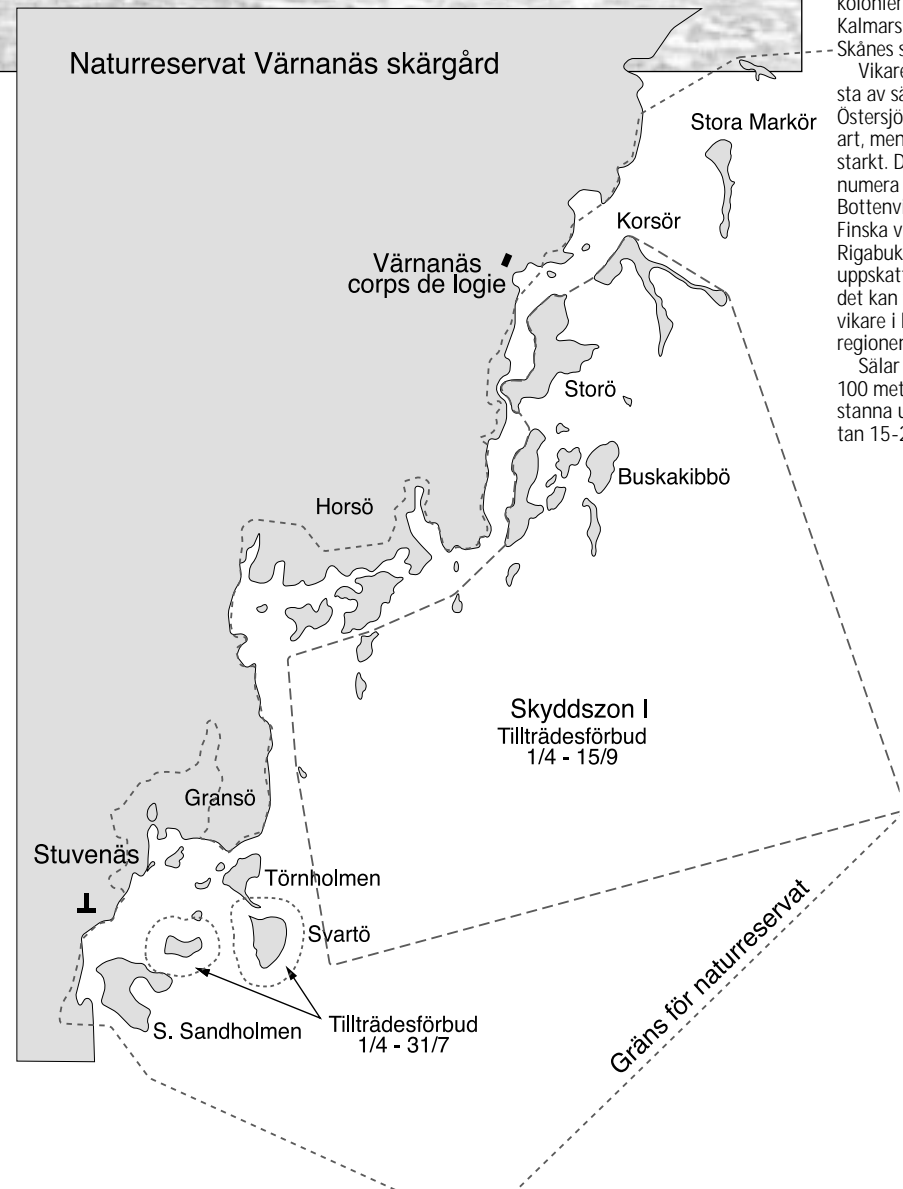 Naturreservat Värnanäs skärgård
Stora Markör
Korsör
Värnanäs
corps de logie
Storö
Buskakibbö
Horsö
Skyddszon I
Tillträdesförbud
1/4 - 15/9
Gransö
Stuvenäs
Törnholmen
Svartö
S. Sandholmen
Tillträdesförbud
1/4 - 31/7
Gräns för naturreservat
kolonier
Kalmars
Skånes s
Vikare
sta av sä
Östersjö
art, men
starkt. D
numera
Bottenvi
Finska v
Rigabuk
uppskatt
det kan
vikare i
regioner
Sälar
100 met
stanna u
tan 15-2